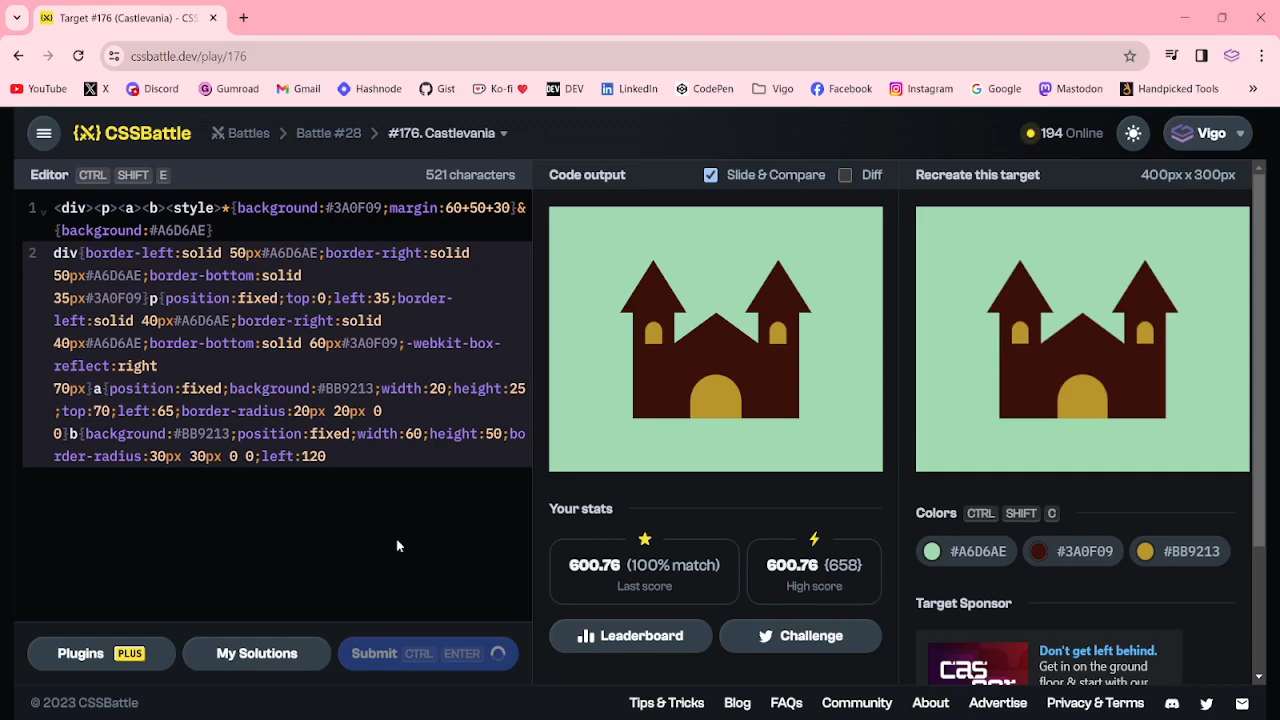 Target #176 (Castlevania) - CSS
cssbattle.dev/play/176
YouTube X Discord Gumroad Gmail Hashnode Gist Ko-fi DEV LinkedIn CodePen Vigo Facebook Instagram Google Mastodon Handpicked Tools »
{X} CSSBattle Battles > Battle #28 > #176. Castlevania 194 Online Vigo
Editor CTRL SHIFT E 521 characters
1 <div><p><a><b><style>*{background:#3A0F09;margin:60+50+30}&
{background:#A6D6AE}
2 div{border-left:solid 50px#A6D6AE;border-right:solid
50px#A6D6AE;border-bottom:solid
35px#3A0F09}p{position:fixed;top:0;left:35;border-
left:solid 40px#A6D6AE;border-right:solid
40px#A6D6AE;border-bottom:solid 60px#3A0F09;-webkit-box-
reflect:right
70px}a{position:fixed;background:#BB9213;width:20;height:25
;top:70;left:65;border-radius:20px 20px 0
0}b{background:#BB9213;position:fixed;width:60;height:50;bo
rder-radius:30px 30px 0 0;left:120
Plugins PLUS My Solutions Submit CTRL ENTER
Code output Slide & Compare Diff
Your stats
600.76 (100% match)
Last score
600.76 {658}
High score
Leaderboard Challenge
Recreate this target 400px x 300px
Colors CTRL SHIFT C
#A6D6AE #3A0F09 #BB9213
Target Sponsor
Don't get left behind.
Get in on the ground
floor & start with our
© 2023 CSSBattle Tips & Tricks Blog FAQs Community About Advertise Privacy & Terms